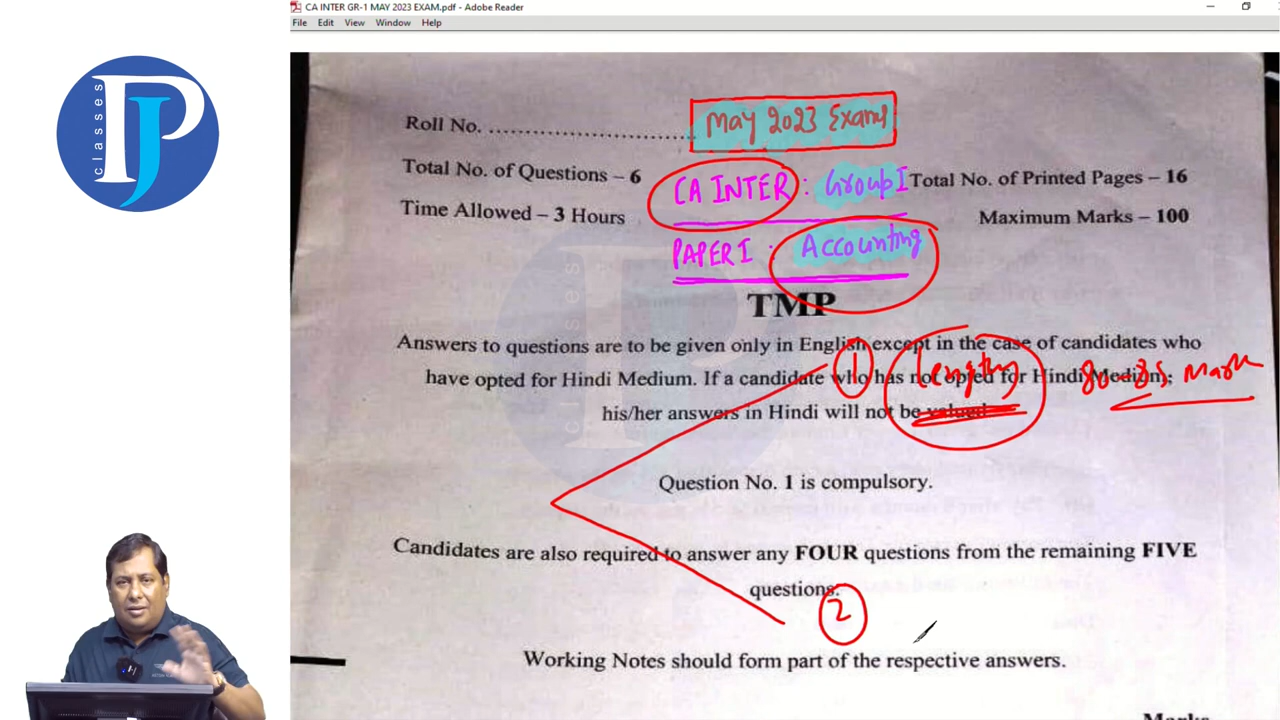 CA INTER GR-1 MAY 2023 EXAM.pdf - Adobe Reader
File Edit View Window Help
PJ
classes
Roll No. ................................
May 2023 Exam
Total No. of Questions – 6
CA INTER : Group I
Total No. of Printed Pages – 16
Time Allowed – 3 Hours
Maximum Marks – 100
PAPER I : Accounting
TMP
Answers to questions are to be given only in English except in the case of candidates who
have opted for Hindi Medium. If a candidate who has not opted for Hindi Medium,
his/her answers in Hindi will not be valued.
1
Lengthy
80-85 Mark
Question No. 1 is compulsory.
Candidates are also required to answer any FOUR questions from the remaining FIVE
questions.
2
Working Notes should form part of the respective answers.
Marks